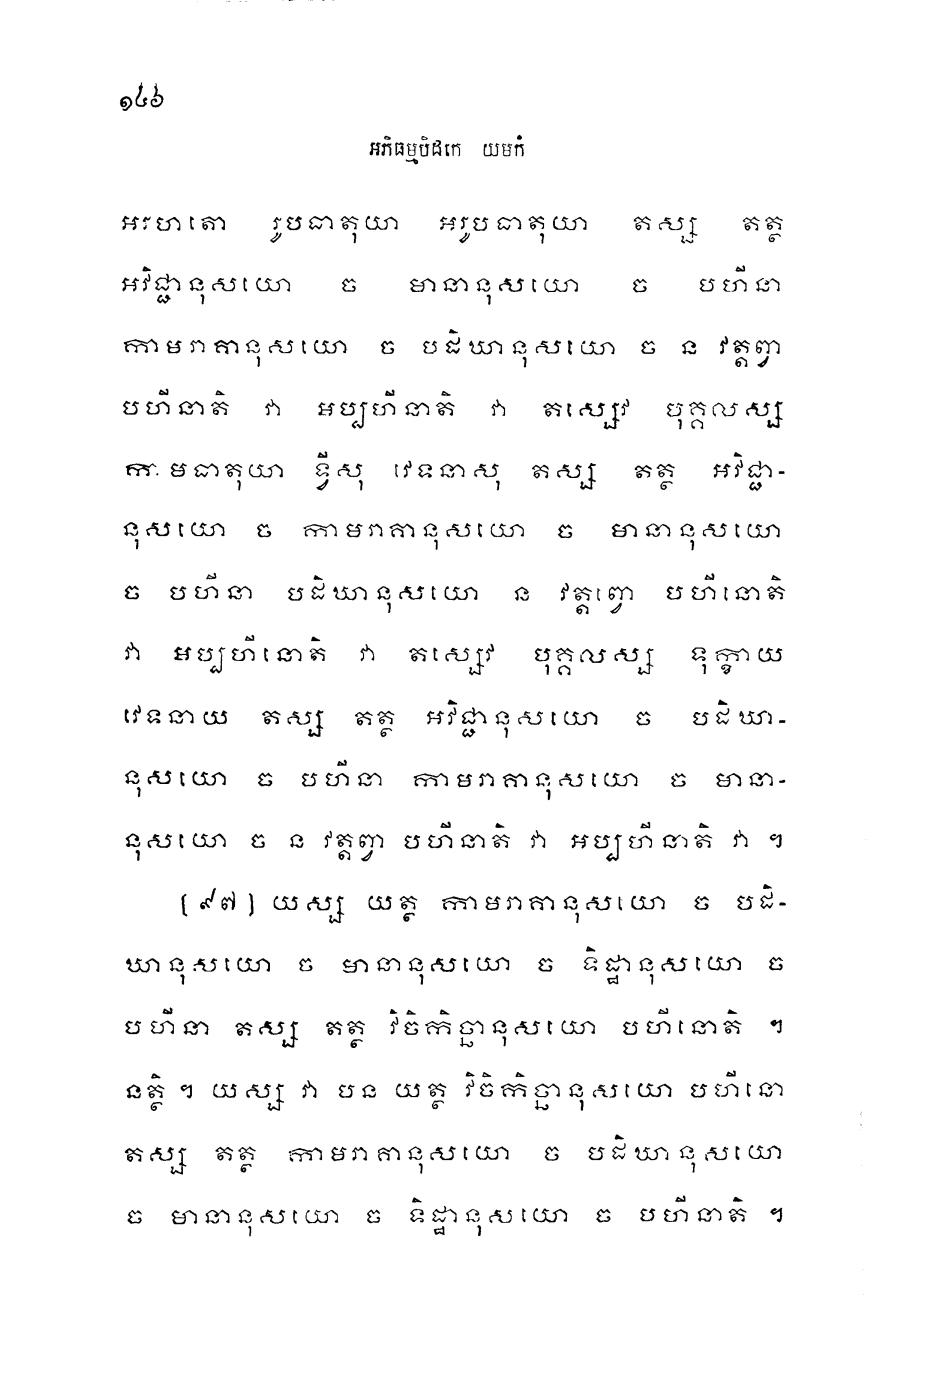 ១៤៦
អភិធម្មបិដកេ យមកំ
អរហតោ រូបធាតុយា អរូបធាតុយា តស្ស តត្ថ
អវិជ្ជានុសយោ ច មានានុសយោ ច បហីនា
កាមរាគានុសយោ ច បដិឃានុសយោ ច ន វត្តព្វា
បហីនាតិ វា អប្បហីនាតិ វា តស្សេវ បុគ្គលស្ស
កាមធាតុយា ទ្វីសុ វេទនាសុ តស្ស តត្ថ អវិជ្ជា-
នុសយោ ច កាមរាគានុសយោ ច មានានុសយោ
ច បហីនា បដិឃានុសយោ ន វត្តព្វោ បហីនោតិ
វា អប្បហីនោតិ វា តស្សេវ បុគ្គលស្ស ទុក្ខាយ
វេទនាយ តស្ស តត្ថ អវិជ្ជានុសយោ ច បដិឃា-
នុសយោ ច បហីនា កាមរាគានុសយោ ច មានា-
នុសយោ ច ន វត្តព្វា បហីនាតិ វា អប្បហីនាតិ វា ។
[៩៧] យស្ស យត្ថ កាមរាគានុសយោ ច បដិ-
ឃានុសយោ ច មានានុសយោ ច ទិដ្ឋានុសយោ ច
បហីនា តស្ស តត្ថ វិចិកិច្ឆានុសយោ បហីនោតិ ។
នត្ថិ ។ យស្ស វា បន យត្ថ វិចិកិច្ឆានុសយោ បហីនោ
តស្ស តត្ថ កាមរាគានុសយោ ច បដិឃានុសយោ
ច មានានុសយោ ច ទិដ្ឋានុសយោ ច បហីនាតិ ។